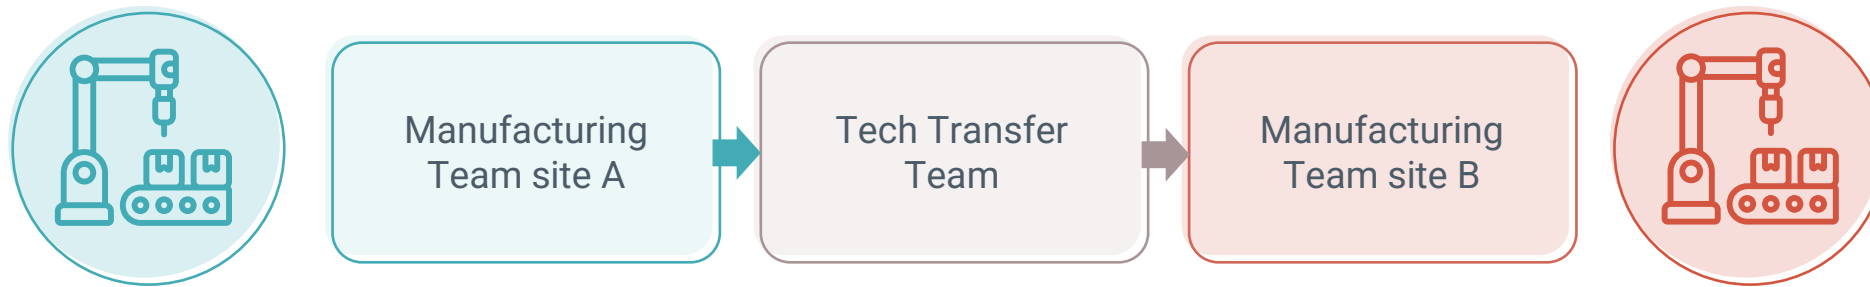 Manufacturing
Team site A
Tech Transfer
Team
Manufacturing
Team site B